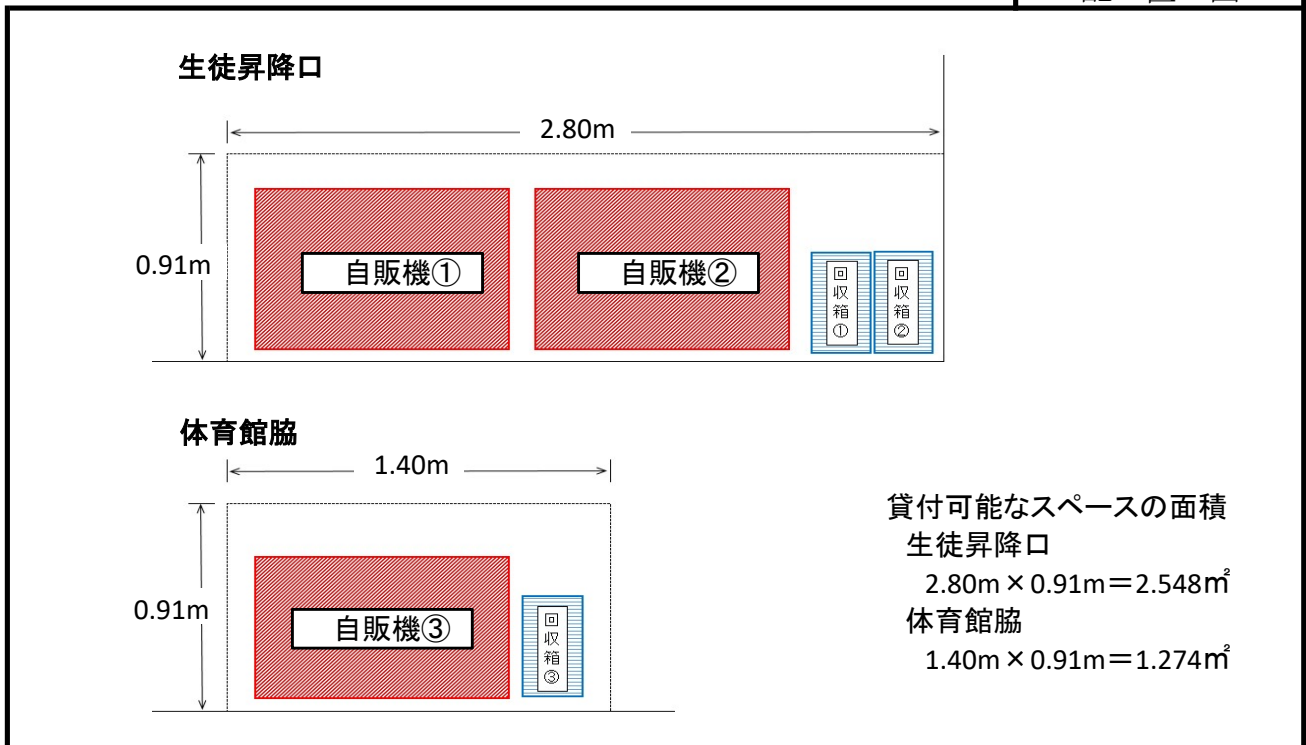 生徒昇降口
2.80m
0.91m
自販機①
自販機②
回収箱①
回収箱②
体育館脇
1.40m
0.91m
自販機③
回収箱③
貸付可能なスペースの面積
生徒昇降口
2.80m×0.91m＝2.548㎡
体育館脇
1.40m×0.91m＝1.274㎡